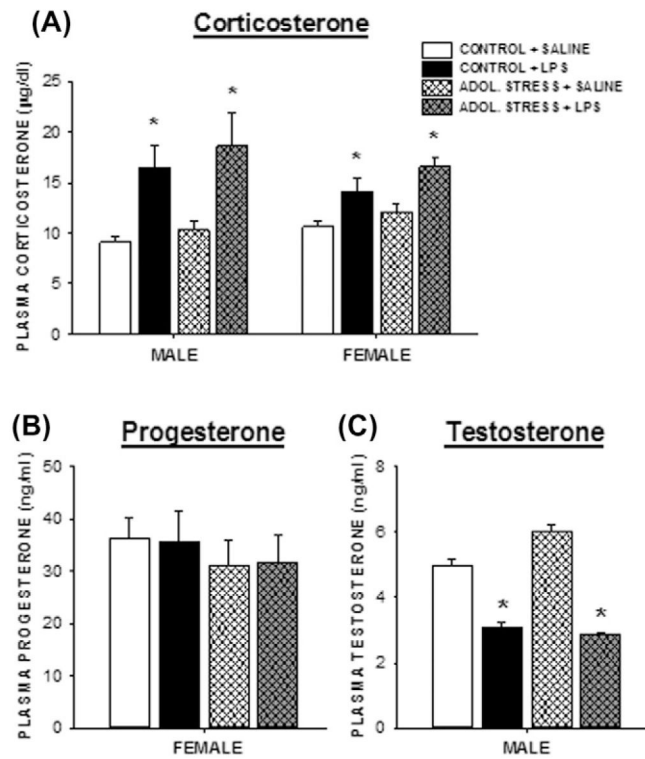 (A)
Corticosterone
CONTROL + SALINE
CONTROL + LPS
ADOL. STRESS + SALINE
ADOL. STRESS + LPS
PLASMA CORTICOSTERONE (µg/dl)
25
20
15
10
5
0
*
*
*
*
MALE
FEMALE
(B)
Progesterone
PLASMA PROGESTERONE (ng/ml)
50
40
30
20
10
0
FEMALE
(C)
Testosterone
PLASMA TESTOSTERONE (ng/ml)
8
6
4
2
0
*
*
MALE